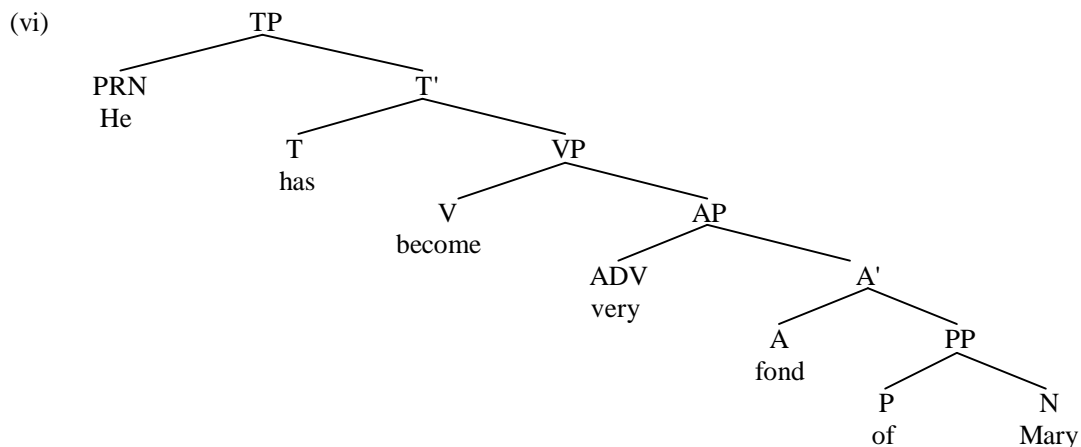 (vi) TP
PRN T'
He
T VP
has
V AP
become
ADV A'
very
A PP
fond
P N
of Mary